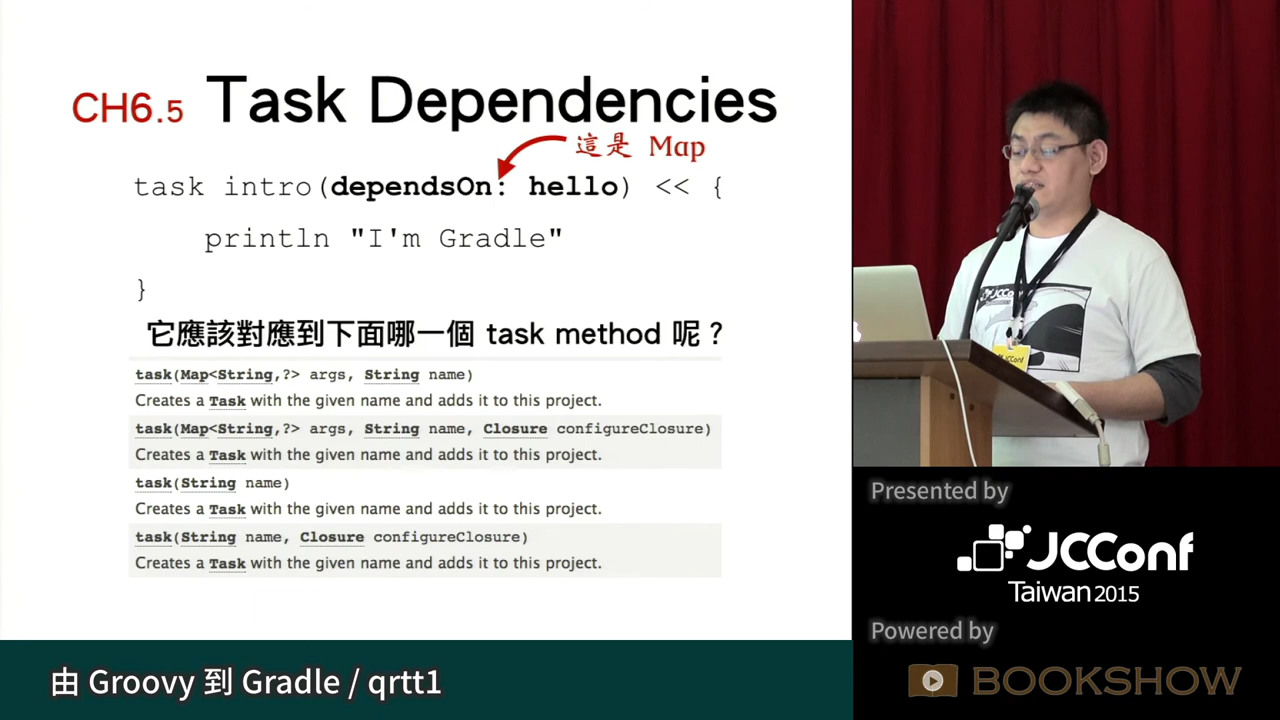 CH6.5 Task Dependencies
這是 Map
task intro(dependsOn: hello) << {
println "I'm Gradle"
}
它應該對應到下面哪一個 task method 呢？
task(Map<String,?> args, String name)
Creates a Task with the given name and adds it to this project.
task(Map<String,?> args, String name, Closure configureClosure)
Creates a Task with the given name and adds it to this project.
task(String name)
Creates a Task with the given name and adds it to this project.
task(String name, Closure configureClosure)
Creates a Task with the given name and adds it to this project.
由 Groovy 到 Gradle / qrtt1
JCConf
Presented by
JCConf
Taiwan 2015
Powered by
BOOKSHOW